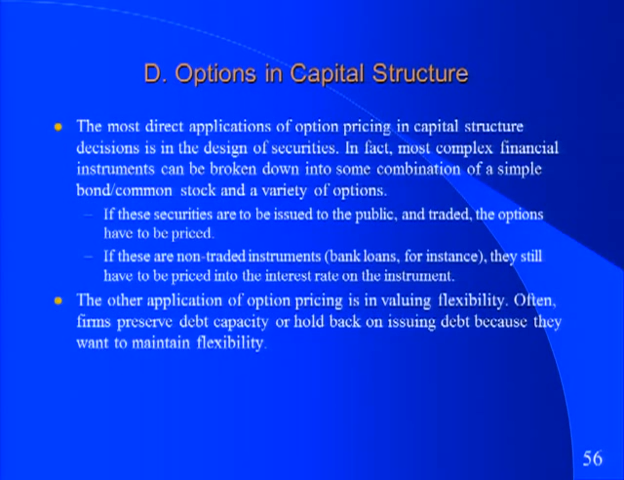 D. Options in Capital Structure
The most direct applications of option pricing in capital structure
decisions is in the design of securities. In fact, most complex financial
instruments can be broken down into some combination of a simple
bond/common stock and a variety of options.
– If these securities are to be issued to the public, and traded, the options
have to be priced.
– If these are non-traded instruments (bank loans, for instance), they still
have to be priced into the interest rate on the instrument.
The other application of option pricing is in valuing flexibility. Often,
firms preserve debt capacity or hold back on issuing debt because they
want to maintain flexibility.
56